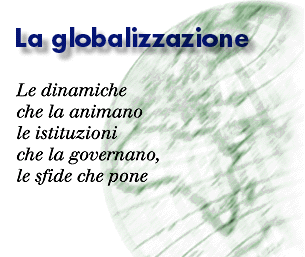 La globalizzazione
Le dinamiche
che la animano
le istituzioni
che la governano,
le sfide che pone